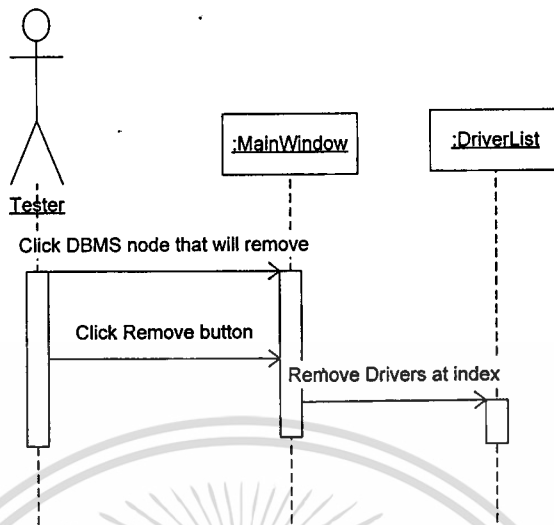 :MainWindow
:DriverList
Tester
Click DBMS node that will remove
Click Remove button
Remove Drivers at index